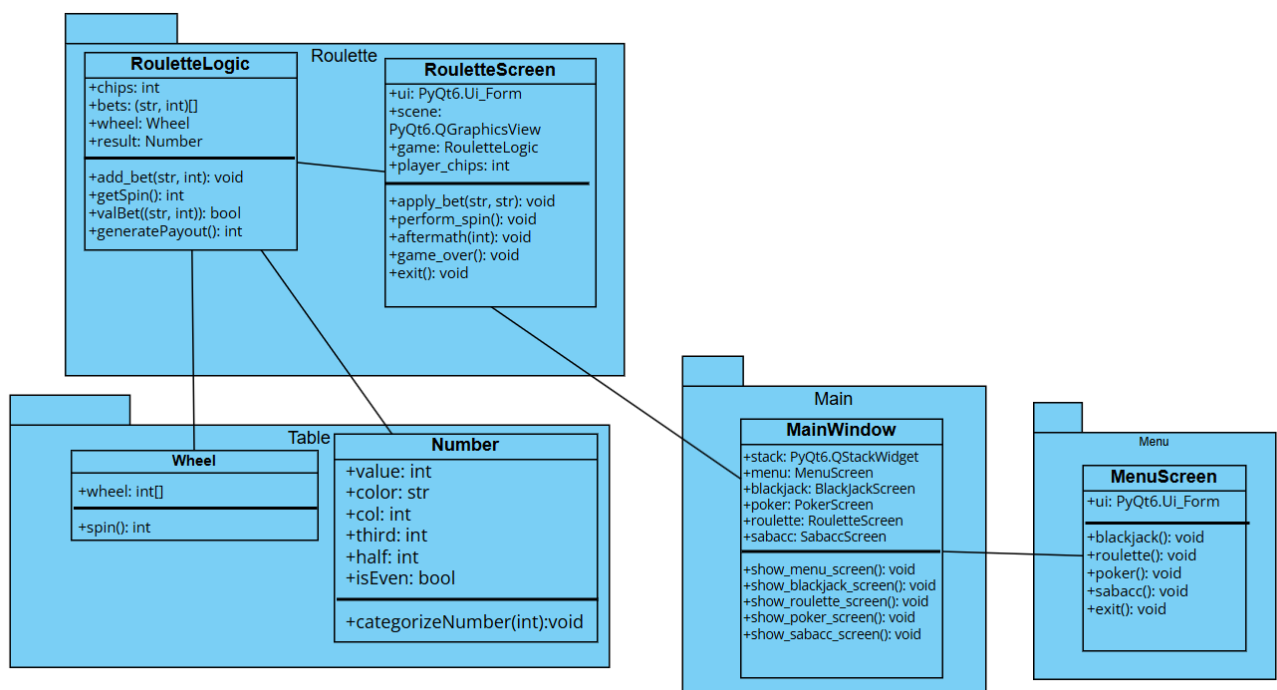 Roulette
RouletteLogic
+chips: int
+bets: (str, int)[]
+wheel: Wheel
+result: Number
+add_bet(str, int): void
+getSpin(): int
+valBet((str, int)): bool
+generatePayout(): int
RouletteScreen
+ui: PyQt6.Ui_Form
+scene:
PyQt6.QGraphicsView
+game: RouletteLogic
+player_chips: int
+apply_bet(str, str): void
+perform_spin(): void
+aftermath(int): void
+game_over(): void
+exit(): void
Table
Wheel
+wheel: int[]
+spin(): int
Number
+value: int
+color: str
+col: int
+third: int
+half: int
+isEven: bool
+categorizeNumber(int):void
Main
MainWindow
+stack: PyQt6.QStackWidget
+menu: MenuScreen
+blackjack: BlackJackScreen
+poker: PokerScreen
+roulette: RouletteScreen
+sabacc: SabaccScreen
+show_menu_screen(): void
+show_blackjack_screen(): void
+show_roulette_screen(): void
+show_poker_screen(): void
+show_sabacc_screen(): void
Menu
MenuScreen
+ui: PyQt6.Ui_Form
+blackjack(): void
+roulette(): void
+poker(): void
+sabacc(): void
+exit(): void